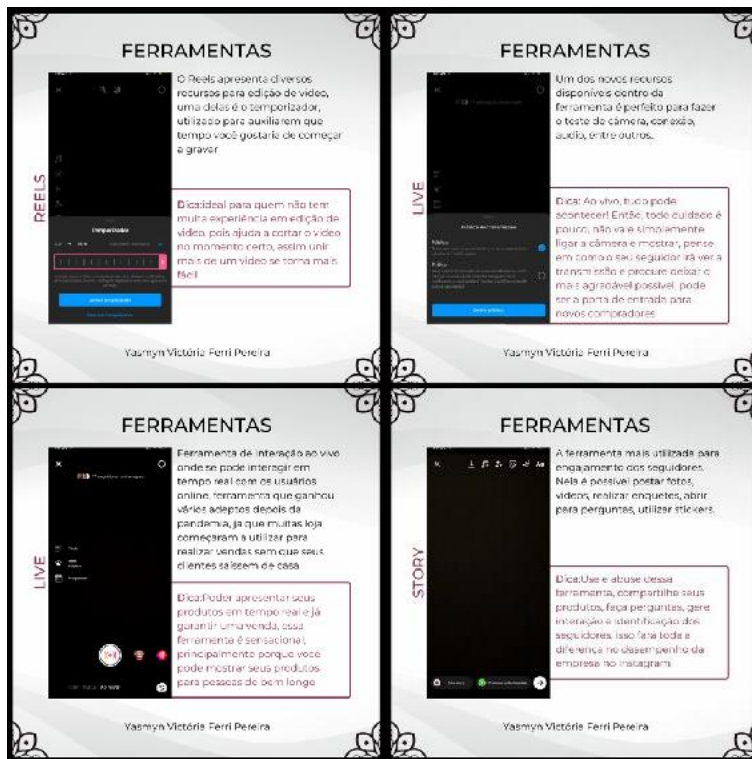 FERRAMENTAS
REELS
O Reels apresenta diversos
recursos para edição de vídeo,
uma delas é o temporizador,
utilizado para auxiliarem que
tempo você gostaria de começar
a gravar
Temporizador
Dica:ideal para quem não tem
muita experiência em edição de
vídeo, pois ajuda a cortar o vídeo
no momento certo, assim unir
mais de um vídeo se torna mais
fácil
Yasmyn Victória Ferri Pereira
FERRAMENTAS
LIVE
Um dos novos recursos
disponíveis dentro da
ferramenta é perfeito para fazer
o teste de câmera, conexão,
audio, entre outros.
Dica: Ao vivo, tudo pode
acontecer! Então, todo cuidado é
pouco, não vale simplemente
ligar a câmera e mostrar, pense
em como o seu seguidor irá ver a
transmissão e procure deixar o
mais agradável possível, pode
ser a porta de entrada para
novos compradores
Yasmyn Victória Ferri Pereira
FERRAMENTAS
LIVE
Ferramenta de interação ao vivo
onde se pode interagir em
tempo real com os usuários
online, ferramenta que ganhou
vários adeptos depois da
pandemia, ja que muitas loja
começaram a utilizar para
realizar vendas sem que seus
clientes saíssem de casa
Dica:Poder apresentar seus
produtos em tempo real e já
garantir uma venda, essa
ferramenta é sensacional,
principalmente porque você
pode mostrar seus produtos
para pessoas de bem longe
Yasmyn Victória Ferri Pereira
FERRAMENTAS
STORY
Aa
A ferramenta mais utilizada para
engajamento dos seguidores.
Nela é possível postar fotos,
vídeos, realizar enquetes, abrir
para perguntas, utilizar stickers.
Dica:Use e abuse dessa
ferramenta, compartilhe seus
produtos, faça perguntas, gere
interação e identificação dos
seguidores, isso fará toda a
diferença no desempenho da
empresa no Instagram
Yasmyn Victória Ferri Pereira